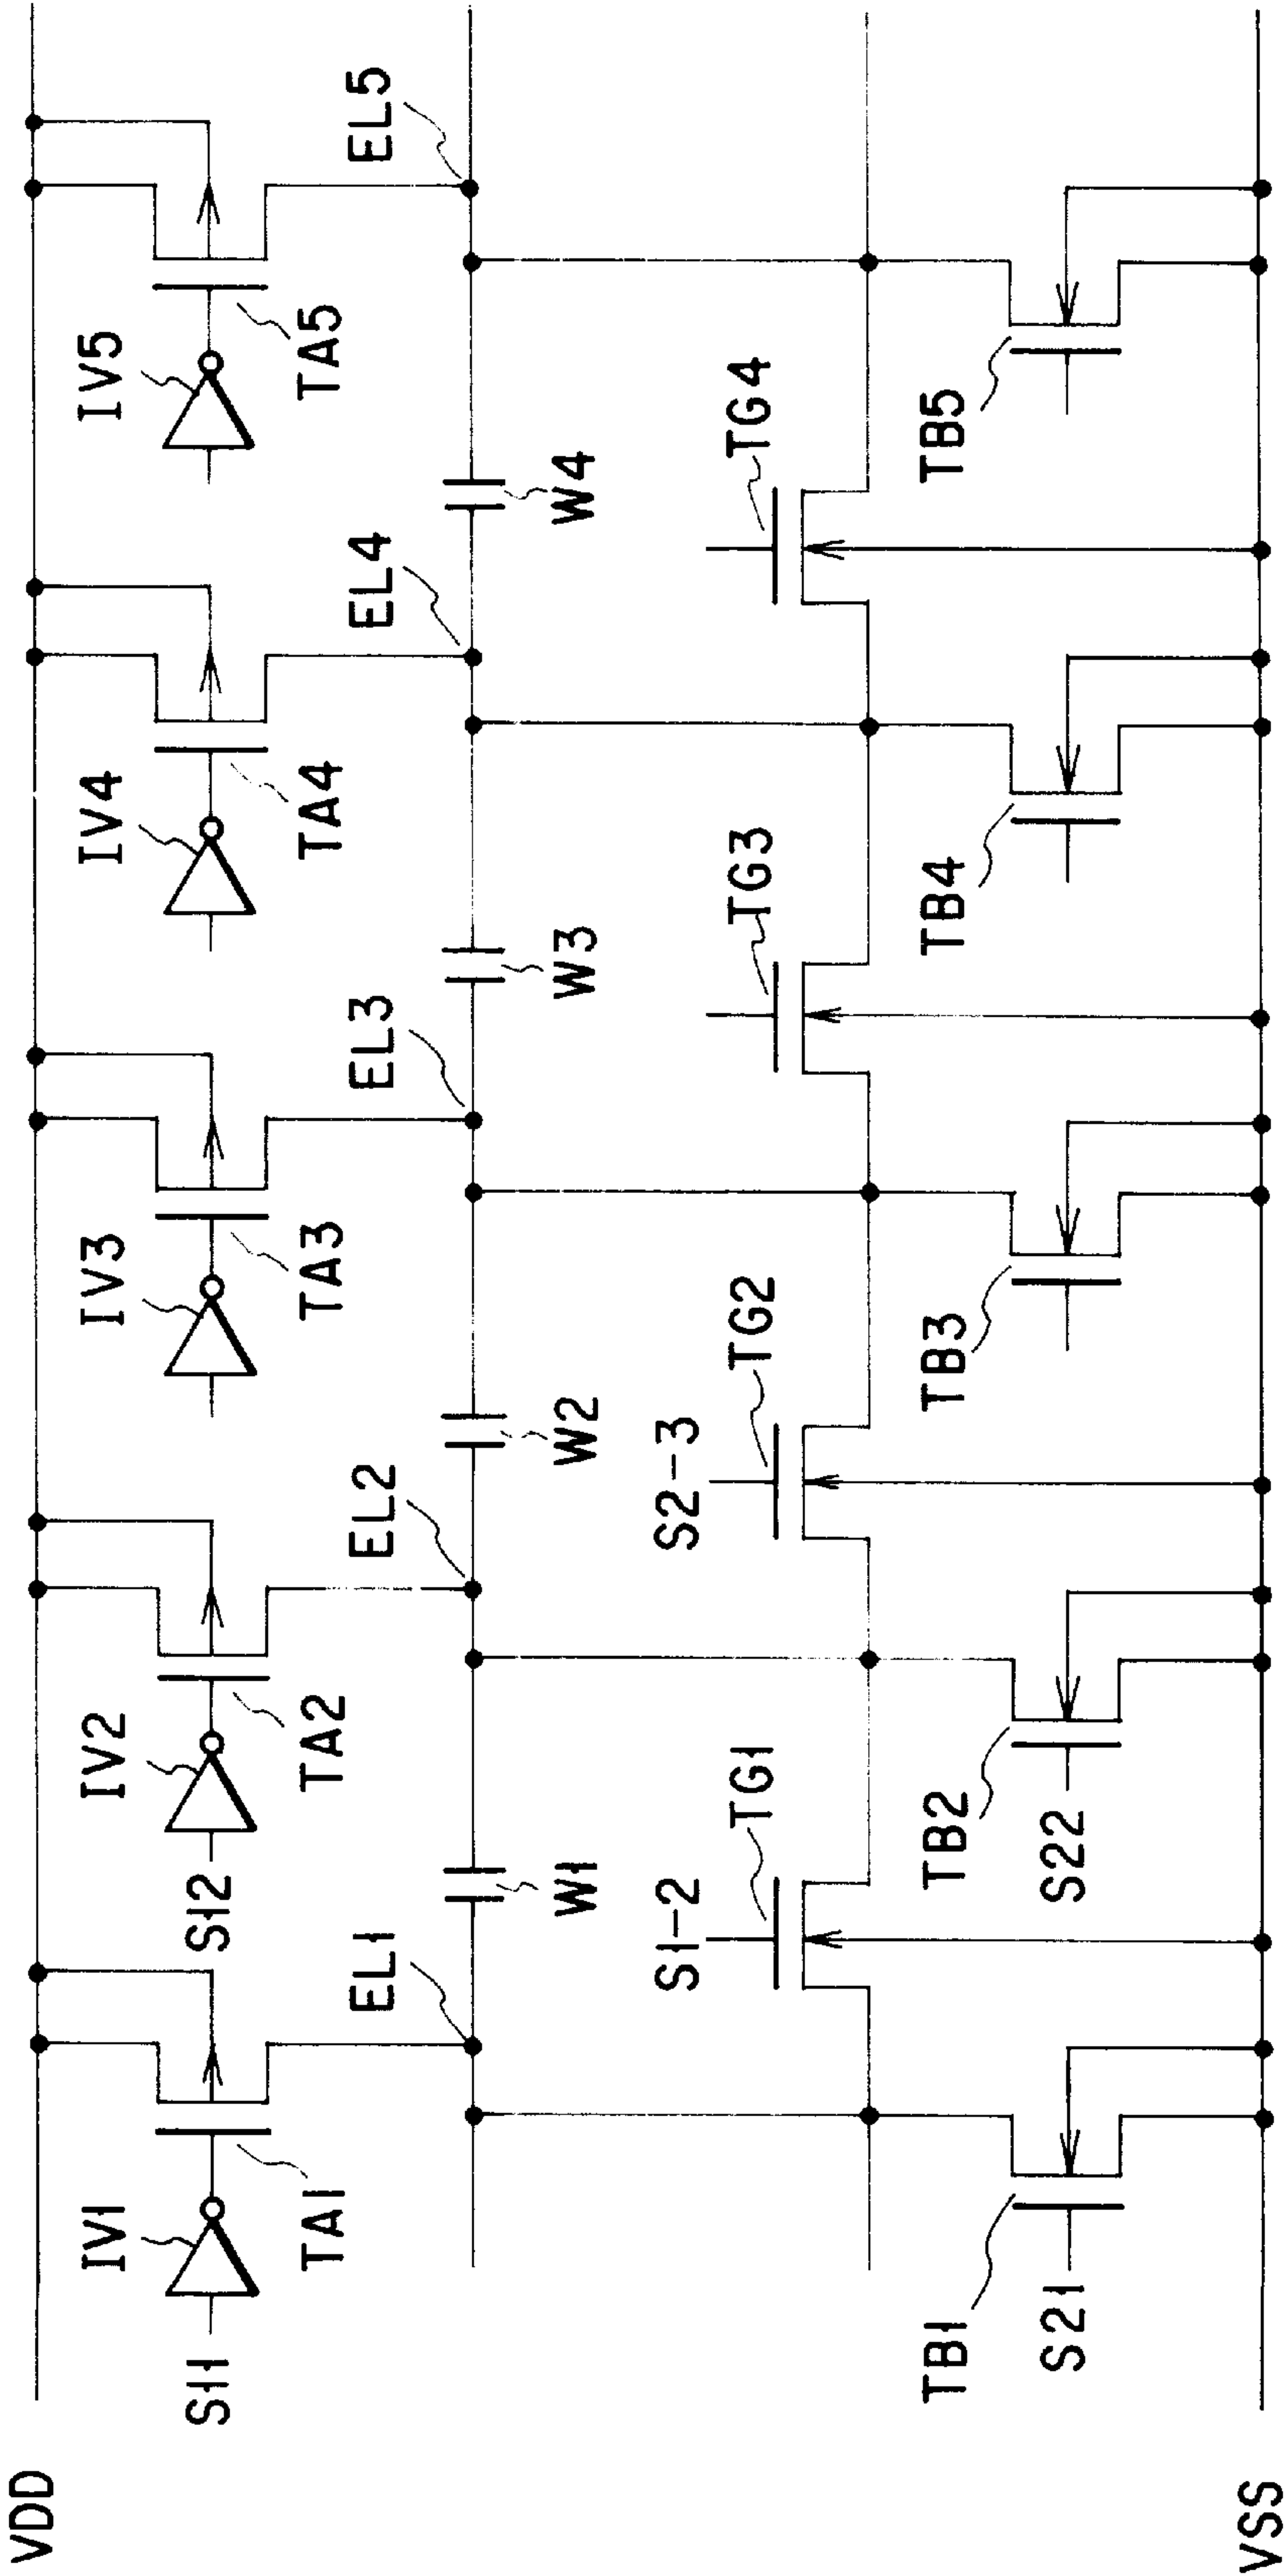 VDD
IV1
IV2
IV3
IV4
IV5
S11
S12
TA1
TA2
TA3
TA4
TA5
EL1
EL2
EL3
EL4
EL5
W1
W2
W3
W4
S1-2
S2-3
TG1
TG2
TG3
TG4
TB1
TB2
TB3
TB4
TB5
S21
S22
VSS